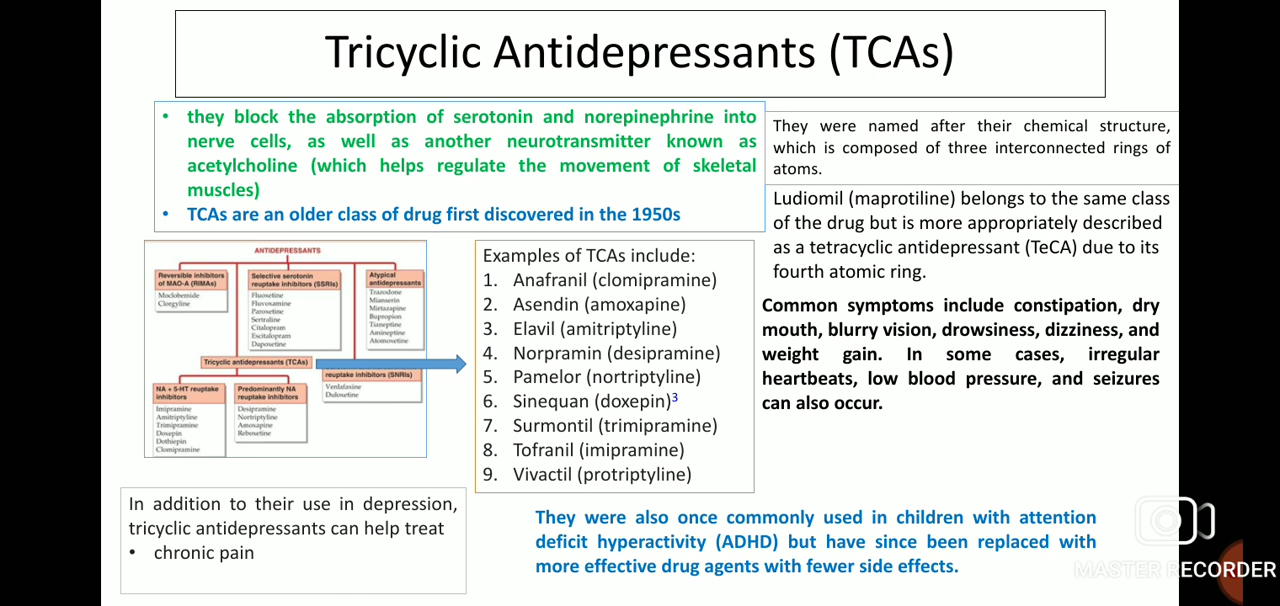 Tricyclic Antidepressants (TCAs)
• they block the absorption of serotonin and norepinephrine into
nerve cells, as well as another neurotransmitter known as
acetylcholine (which helps regulate the movement of skeletal
muscles)
• TCAs are an older class of drug first discovered in the 1950s
They were named after their chemical structure,
which is composed of three interconnected rings of
atoms.
Ludiomil (maprotiline) belongs to the same class
of the drug but is more appropriately described
as a tetracyclic antidepressant (TeCA) due to its
fourth atomic ring.
Common symptoms include constipation, dry
mouth, blurry vision, drowsiness, dizziness, and
weight gain. In some cases, irregular
heartbeats, low blood pressure, and seizures
can also occur.
ANTIDEPRESSANTS
Reversible inhibitors
of MAO-A (RIMAs)
Moclobemide
Clorgyline
Selective serotonin
reuptake inhibitors (SSRIs)
Fluoxetine
Fluvoxamine
Paroxetine
Sertraline
Citalopram
Escitalopram
Dapoxetine
Atypical
antidepressants
Trazodone
Mianserin
Mirtazapine
Bupropion
Tianeptine
Amineptine
Atomoxetine
Tricyclic antidepressants (TCAs)
reuptake inhibitors (SNRIs)
Venlafaxine
Duloxetine
NA + 5-HT reuptake
inhibitors
Imipramine
Amitriptyline
Trimipramine
Doxepin
Dothiepin
Clomipramine
Predominantly NA
reuptake inhibitors
Desipramine
Nortriptyline
Amoxapine
Reboxetine
Examples of TCAs include:
1. Anafranil (clomipramine)
2. Asendin (amoxapine)
3. Elavil (amitriptyline)
4. Norpramin (desipramine)
5. Pamelor (nortriptyline)
6. Sinequan (doxepin)3
7. Surmontil (trimipramine)
8. Tofranil (imipramine)
9. Vivactil (protriptyline)
In addition to their use in depression,
tricyclic antidepressants can help treat
• chronic pain
They were also once commonly used in children with attention
deficit hyperactivity (ADHD) but have since been replaced with
more effective drug agents with fewer side effects.
MASTER RECORDER